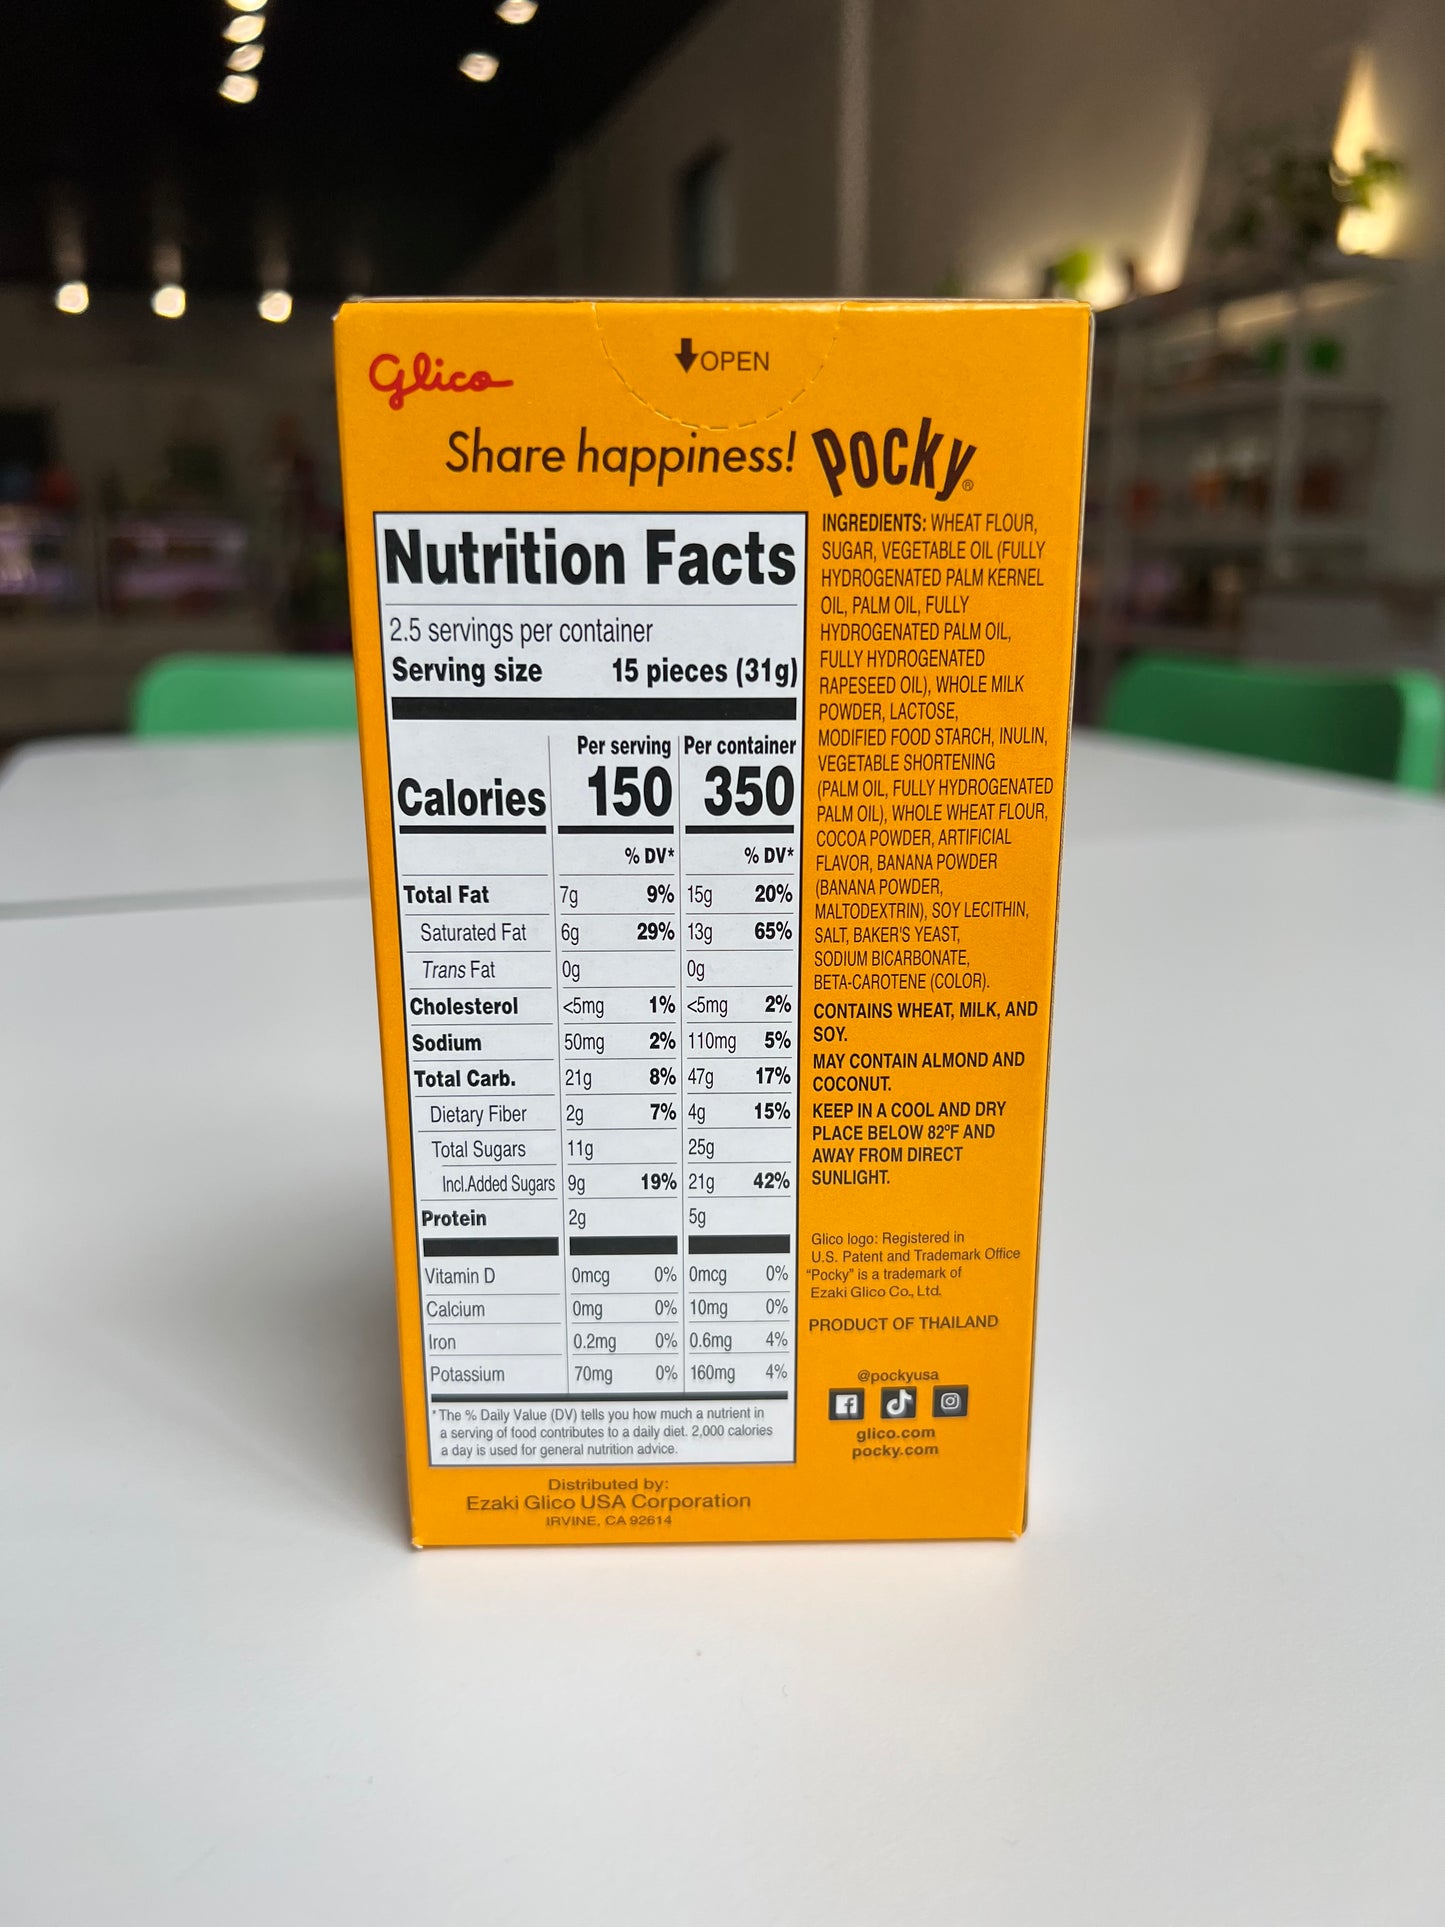 OPEN
Glico
Share happiness! Pocky®
Nutrition Facts
2.5 servings per container
Serving size 15 pieces (31g)
Per serving Per container
Calories 150 350
% DV* % DV*
Total Fat 7g 9% 15g 20%
Saturated Fat 6g 29% 13g 65%
Trans Fat 0g 0g
Cholesterol <5mg 1% <5mg 2%
Sodium 50mg 2% 110mg 5%
Total Carb. 21g 8% 47g 17%
Dietary Fiber 2g 7% 4g 15%
Total Sugars 11g 25g
Incl.Added Sugars 9g 19% 21g 42%
Protein 2g 5g
Vitamin D 0mcg 0% 0mcg 0%
Calcium 0mg 0% 10mg 0%
Iron 0.2mg 0% 0.6mg 4%
Potassium 70mg 0% 160mg 4%
*The % Daily Value (DV) tells you how much a nutrient in
a serving of food contributes to a daily diet. 2,000 calories
a day is used for general nutrition advice.
Distributed by:
Ezaki Glico USA Corporation
IRVINE, CA 92614
INGREDIENTS: WHEAT FLOUR,
SUGAR, VEGETABLE OIL (FULLY
HYDROGENATED PALM KERNEL
OIL, PALM OIL, FULLY
HYDROGENATED PALM OIL,
FULLY HYDROGENATED
RAPESEED OIL), WHOLE MILK
POWDER, LACTOSE,
MODIFIED FOOD STARCH, INULIN,
VEGETABLE SHORTENING
(PALM OIL, FULLY HYDROGENATED
PALM OIL), WHOLE WHEAT FLOUR,
COCOA POWDER, ARTIFICIAL
FLAVOR, BANANA POWDER
(BANANA POWDER,
MALTODEXTRIN), SOY LECITHIN,
SALT, BAKER'S YEAST,
SODIUM BICARBONATE,
BETA-CAROTENE (COLOR).
CONTAINS WHEAT, MILK, AND
SOY.
MAY CONTAIN ALMOND AND
COCONUT.
KEEP IN A COOL AND DRY
PLACE BELOW 82ºF AND
AWAY FROM DIRECT
SUNLIGHT.
Glico logo: Registered in
U.S. Patent and Trademark Office
"Pocky" is a trademark of
Ezaki Glico Co., Ltd.
PRODUCT OF THAILAND
@pockyusa
glico.com
pocky.com